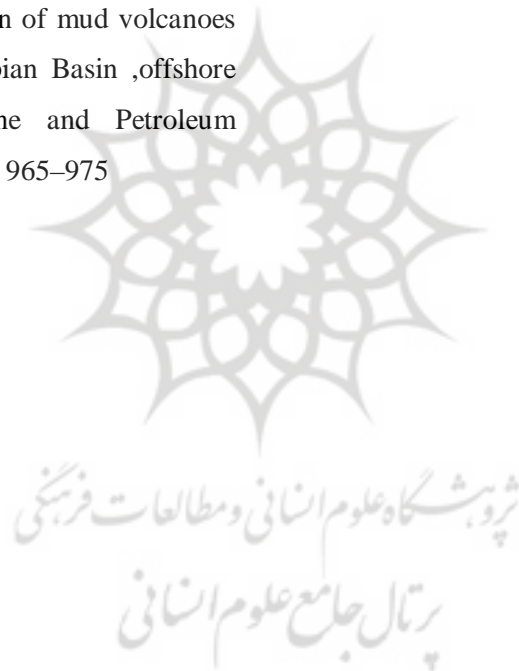 n of mud volcanoes
pian Basin ,offshore
ne and Petroleum
965–975
پژوهشگاه علوم انسانی و مطالعات فرهنگی
پرتال جامع علوم انسانی